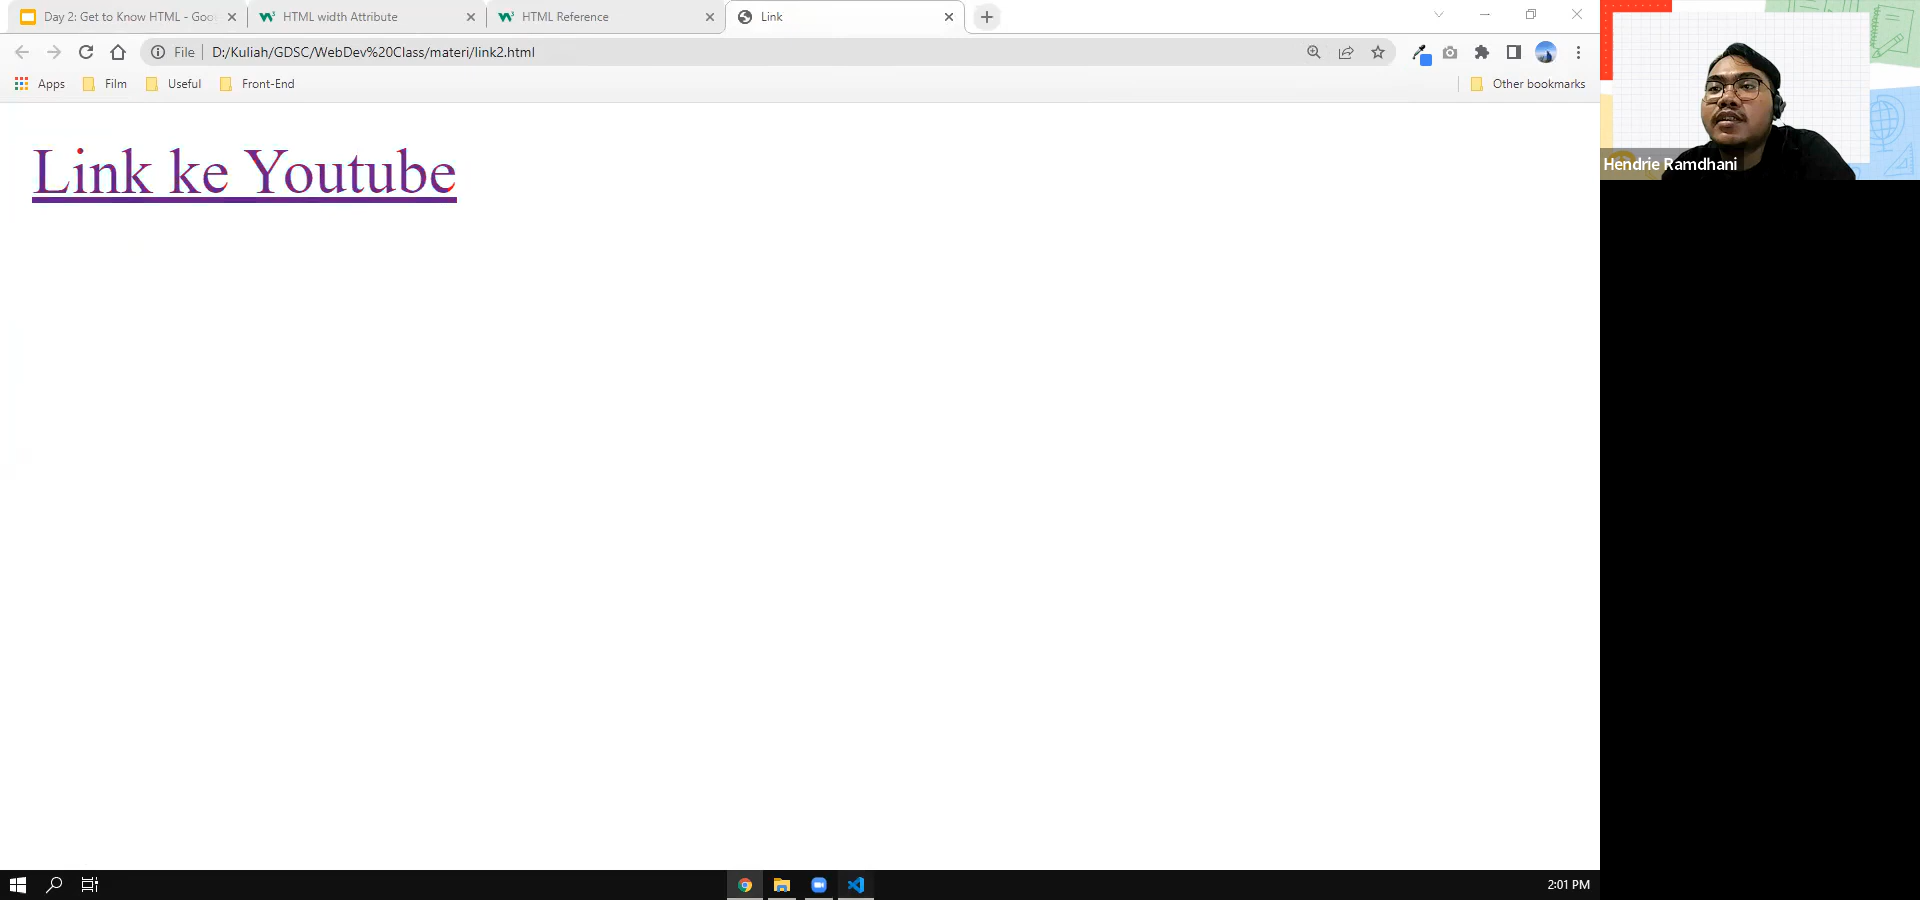 Day 2: Get to Know HTML - Goo
HTML width Attribute
HTML Reference
Link
File
D:/Kuliah/GDSC/WebDev%20Class/materi/link2.html
Apps
Film
Useful
Front-End
Other bookmarks
Link ke Youtube
Hendrie Ramdhani
2:01 PM